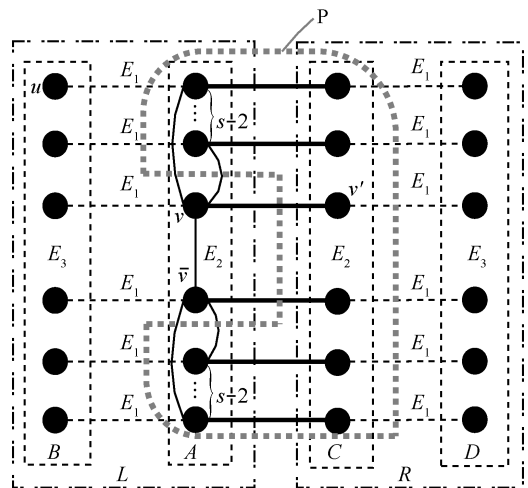 P
E₁ E₁
u
s−2
E₁ E₁
E₁ E₁
v v′
E₃ E₂ E₂ E₃
v̄
E₁ E₁
E₁ E₁
s−2
E₁ E₁
B A C D
L R